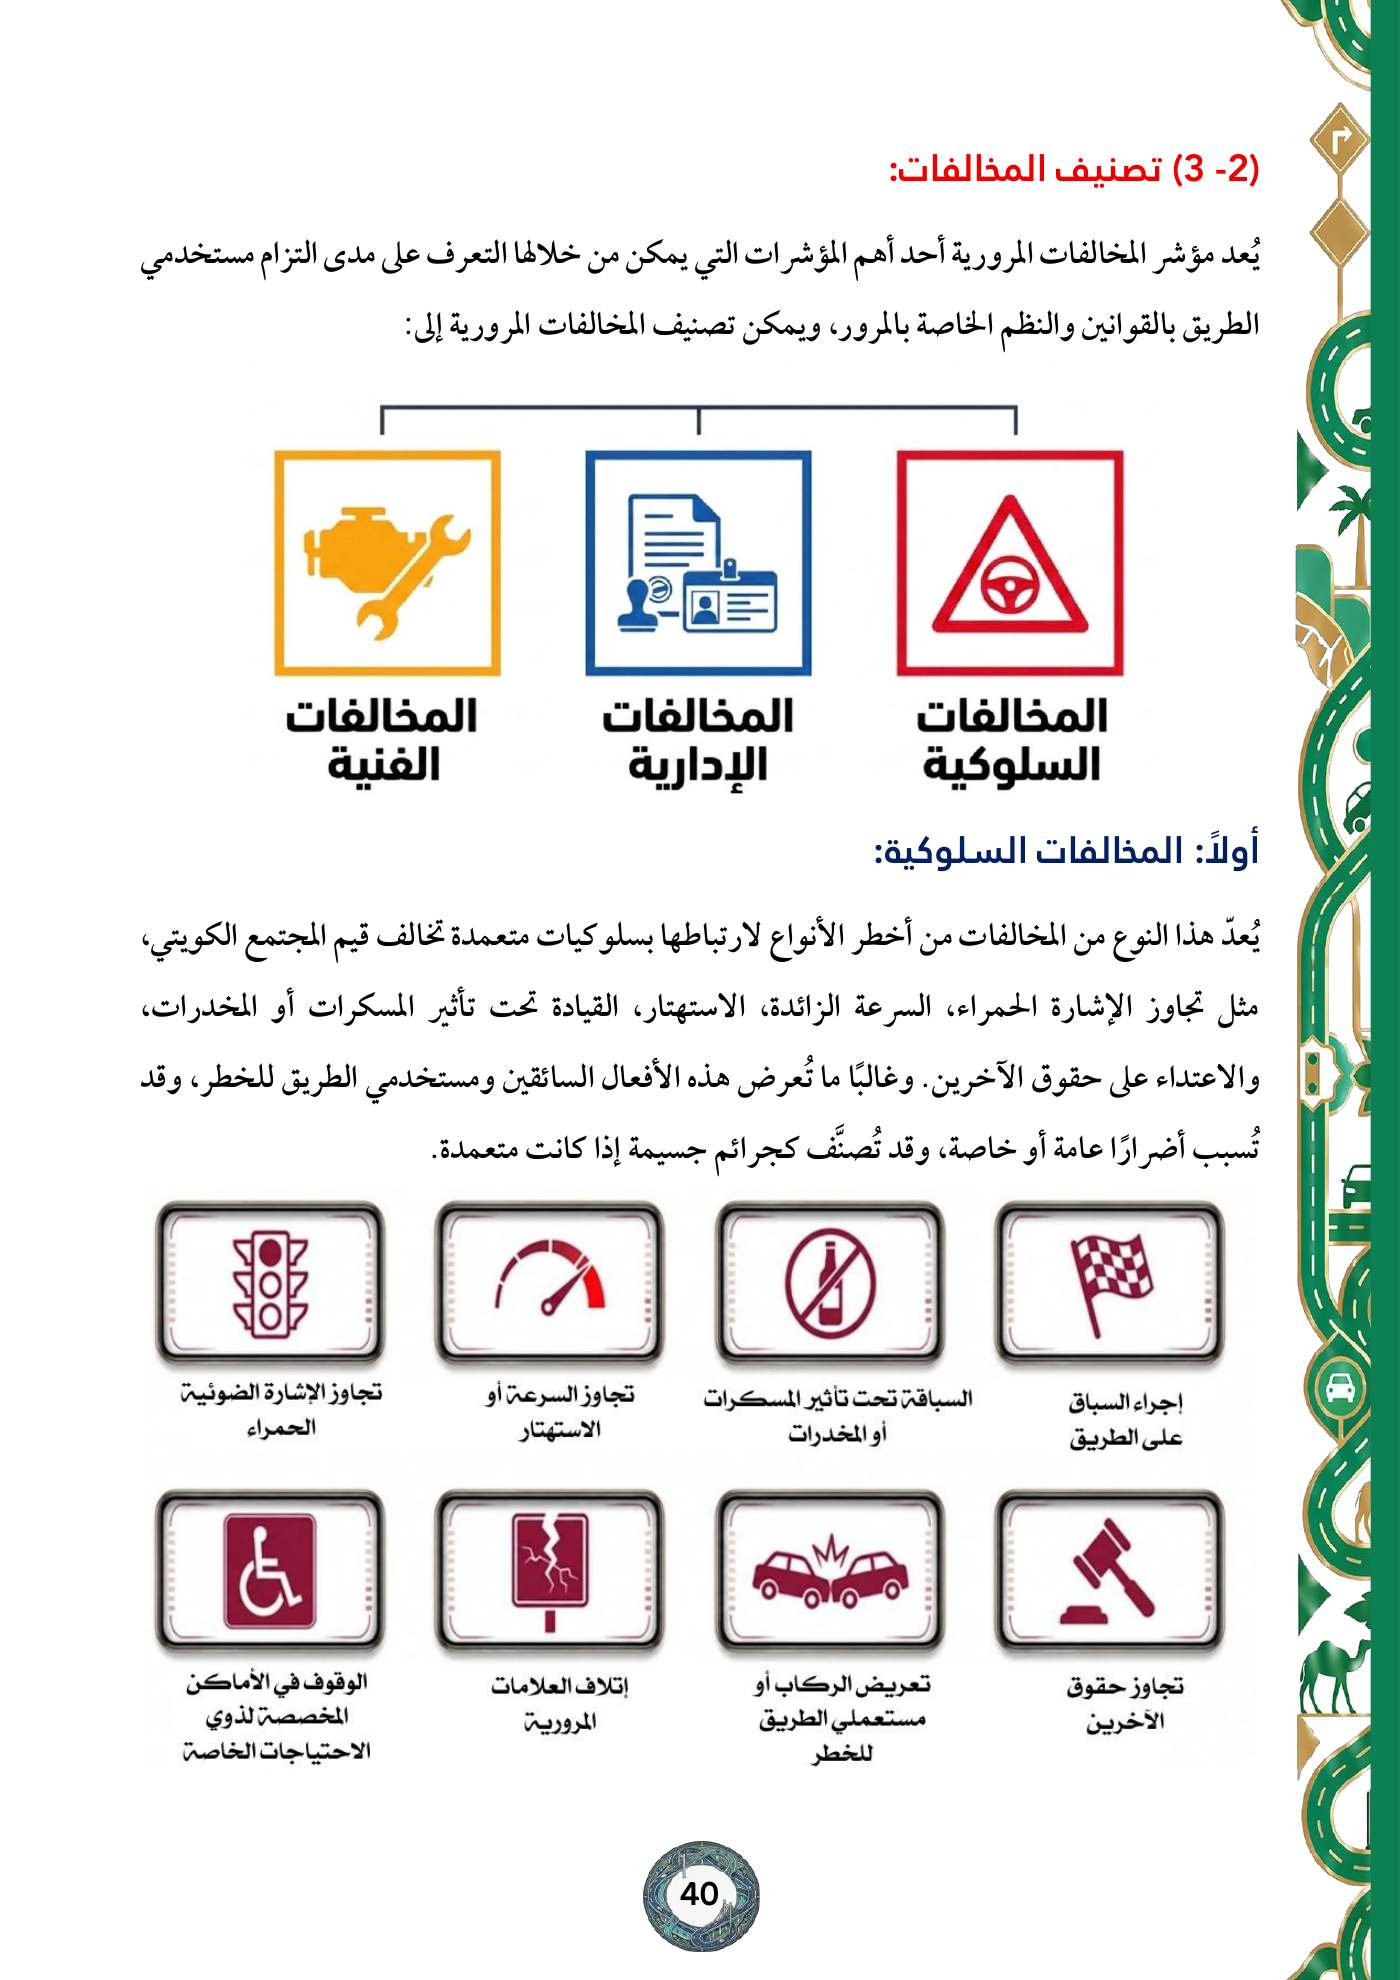 (2- 3) تصنيف المخالفات:
يُعد مؤشر المخالفات المرورية أحد أهم المؤشرات التي يمكن من خلالها التعرف على مدى التزام مستخدمي
الطريق بالقوانين والنظم الخاصة بالمرور، ويمكن تصنيف المخالفات المرورية إلى:
المخالفات
السلوكية
المخالفات
الإدارية
المخالفات
الفنية
أولاً: المخالفات السلوكية:
يُعدّ هذا النوع من المخالفات من أخطر الأنواع لارتباطها بسلوكيات متعمدة تخالف قيم المجتمع الكويتي،
مثل تجاوز الإشارة الحمراء، السرعة الزائدة، الاستهتار، القيادة تحت تأثير المسكرات أو المخدرات،
والاعتداء على حقوق الآخرين. وغالبًا ما تُعرض هذه الأفعال السائقين ومستخدمي الطريق للخطر، وقد
تُسبب أضرارًا عامة أو خاصة، وقد تُصنَّف كجرائم جسيمة إذا كانت متعمدة.
إجراء السباق
على الطريق
السباقة تحت تأثير المسكرات
أو المخدرات
تجاوز السرعة أو
الاستهتار
تجاوز الإشارة الضوئية
الحمراء
تجاوز حقوق
الآخرين
تعريض الركاب أو
مستعملي الطريق
للخطر
إتلاف العلامات
المرورية
الوقوف في الأماكن
المخصصة لذوي
الاحتياجات الخاصة
40